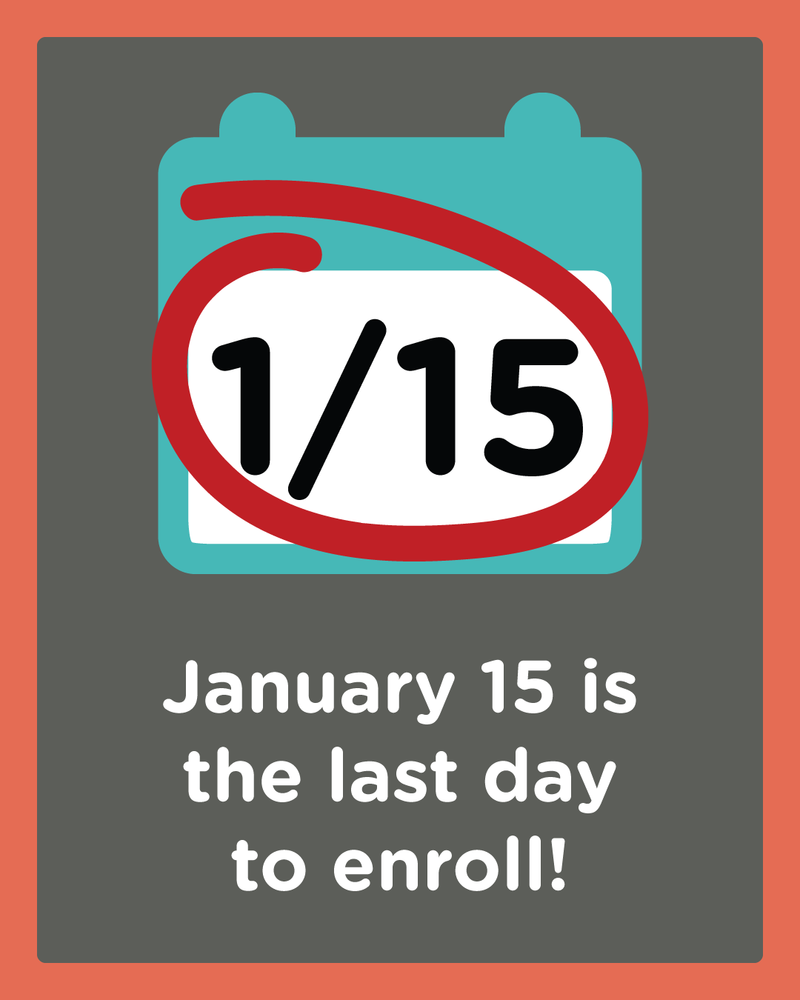 1/15
January 15 is
the last day
to enroll!